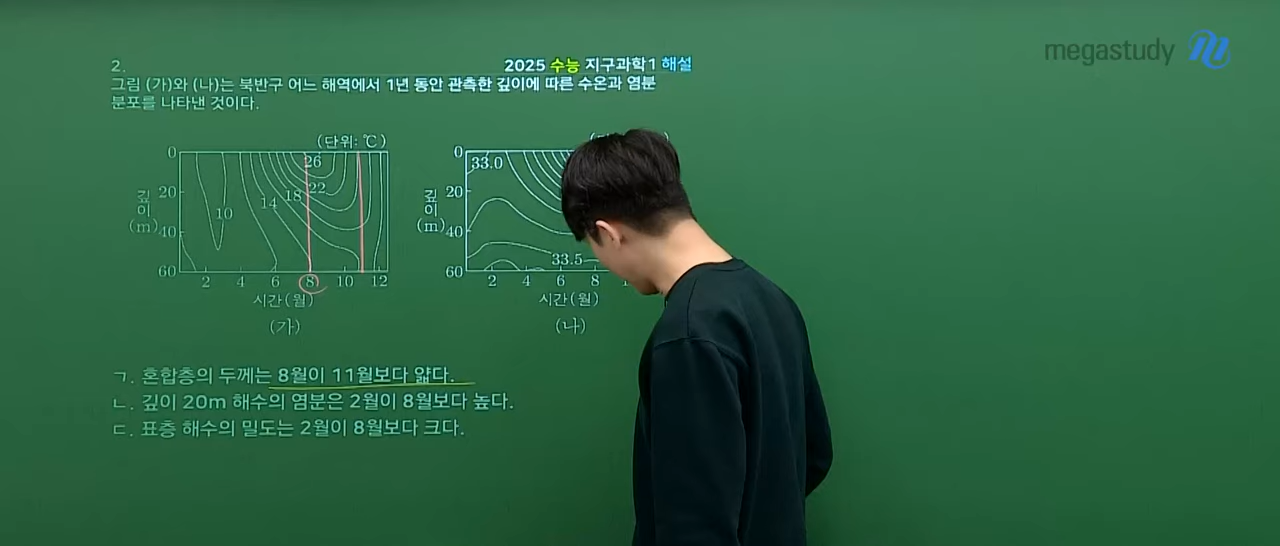 megastudy
2.
2025 수능 지구과학1 해설
그림 (가)와 (나)는 북반구 어느 해역에서 1년 동안 관측한 깊이에 따른 수온과 염분
분포를 나타낸 것이다.
(단위: ℃)
0
20
40
60
깊이(m)
26
22
18
14
10
2 4 6 8 10 12
시간(월)
(가)
0
20
40
60
깊이(m)
33.0
33.5
2 4 6 8
시간(월)
(나)
ㄱ. 혼합층의 두께는 8월이 11월보다 얇다.
ㄴ. 깊이 20m 해수의 염분은 2월이 8월보다 높다.
ㄷ. 표층 해수의 밀도는 2월이 8월보다 크다.